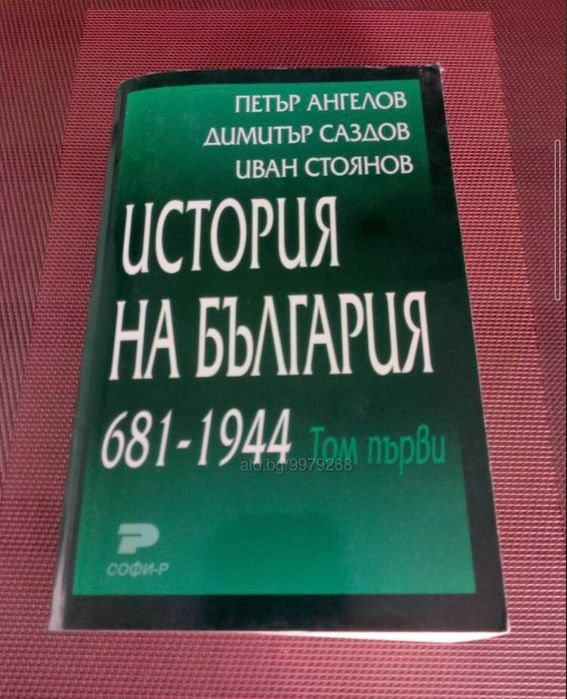 ПЕТЪР АНГЕЛОВ
ДИМИТЪР САЗДОВ
ИВАН СТОЯНОВ
ИСТОРИЯ
НА БЪЛГАРИЯ
681-1944 Том първи
alo.bg/9979268
СОФИ-Р